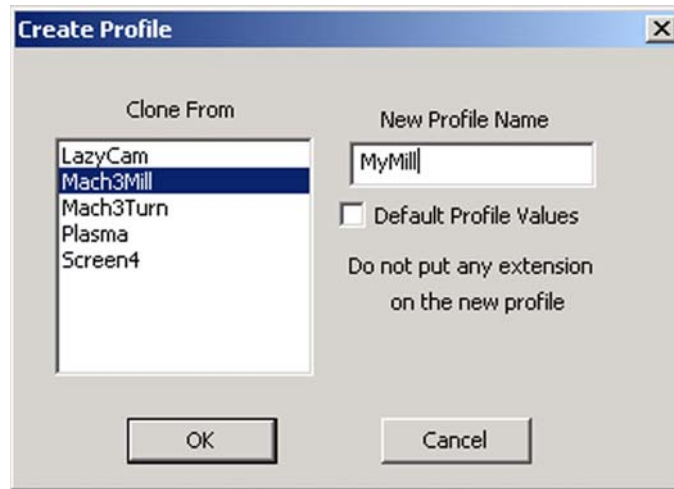 Create Profile
Clone From
LazyCam
Mach3Mill
Mach3Turn
Plasma
Screen4
New Profile Name
MyMill
Default Profile Values
Do not put any extension
on the new profile
OK
Cancel